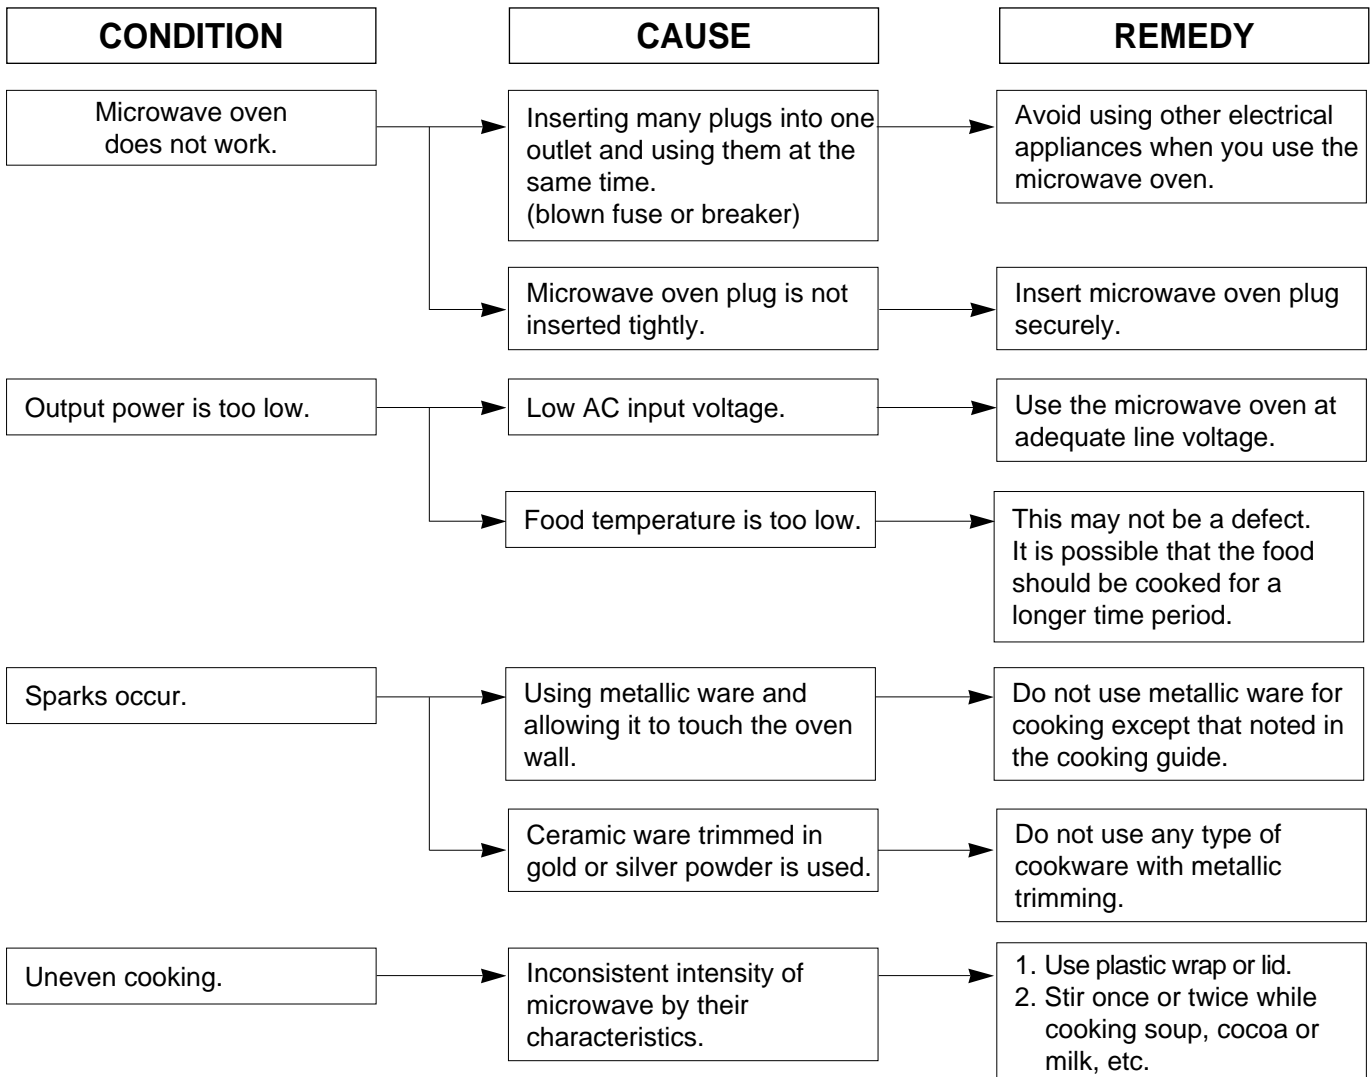 CONDITION
CAUSE
REMEDY
Microwave oven
does not work.
Inserting many plugs into one
outlet and using them at the
same time.
(blown fuse or breaker)
Avoid using other electrical
appliances when you use the
microwave oven.
Microwave oven plug is not
inserted tightly.
Insert microwave oven plug
securely.
Output power is too low.
Low AC input voltage.
Use the microwave oven at
adequate line voltage.
Food temperature is too low.
This may not be a defect.
It is possible that the food
should be cooked for a
longer time period.
Sparks occur.
Using metallic ware and
allowing it to touch the oven
wall.
Do not use metallic ware for
cooking except that noted in
the cooking guide.
Ceramic ware trimmed in
gold or silver powder is used.
Do not use any type of
cookware with metallic
trimming.
Uneven cooking.
Inconsistent intensity of
microwave by their
characteristics.
1. Use plastic wrap or lid.
2. Stir once or twice while
cooking soup, cocoa or
milk, etc.